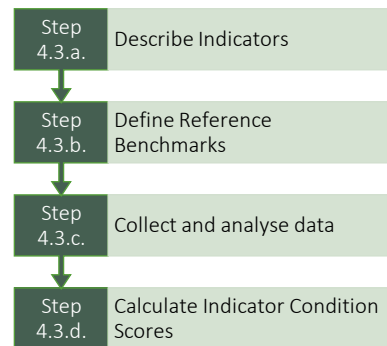 Step
4.3.a.
Describe Indicators
Step
4.3.b.
Define Reference
Benchmarks
Step
4.3.c.
Collect and analyse data
Step
4.3.d.
Calculate Indicator Condition
Scores